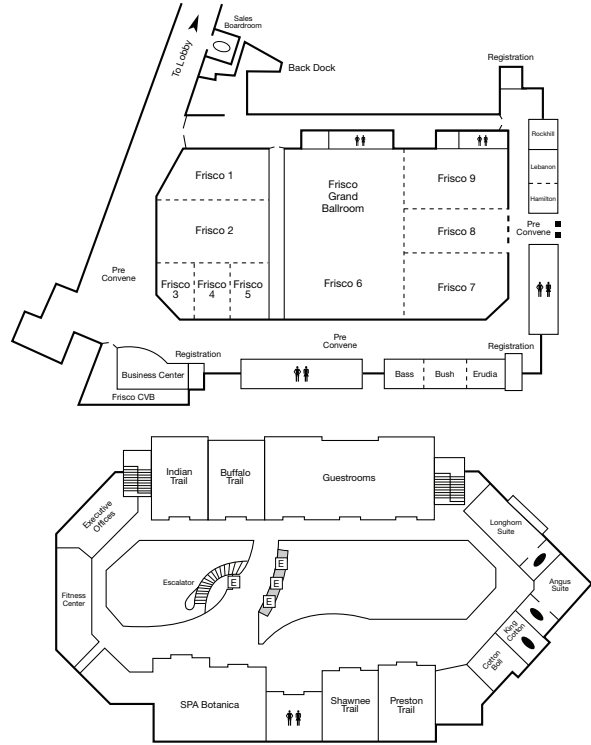 Sales
Boardroom
To Lobby
Back Dock
Registration
Rockhill
Lebanon
Hamilton
Frisco 1
Frisco
Grand
Ballroom
Frisco 9
Frisco 2
Frisco 8
Pre
Convene
Pre
Convene
Frisco
3
Frisco
4
Frisco
5
Frisco 6
Frisco 7
Pre
Convene
Registration
Registration
Business Center
Bass
Bush
Erudia
Frisco CVB
Indian
Trail
Buffalo
Trail
Guestrooms
Executive
Offices
Longhorn
Suite
Escalator
E
E
E
E
Fitness
Center
Angus
Suite
King
Cotton
Cotton
Boll
SPA Botanica
Shawnee
Trail
Preston
Trail